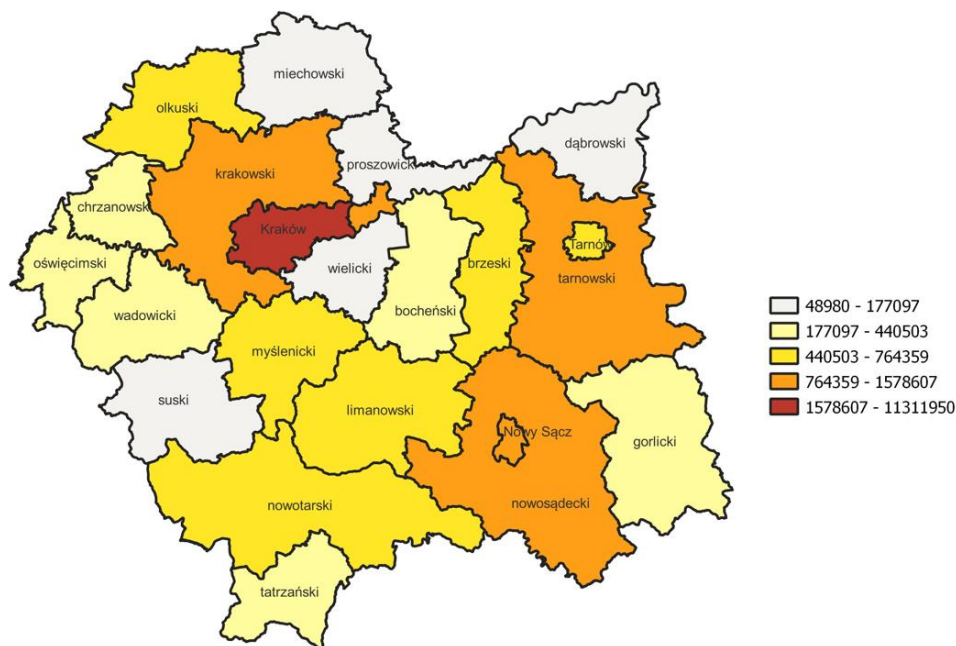 miechowski
olkuski
dąbrowski
proszowicki
krakowski
chrzanowsk
Kraków
Tarnów
oświęcimski
wielicki
brzeski
tarnowski
bocheński
wadowicki
myślenicki
suski
limanowski
Nowy Sącz
gorlicki
nowotarski
nowosądecki
tatrzański
48980 - 177097
177097 - 440503
440503 - 764359
764359 - 1578607
1578607 - 11311950